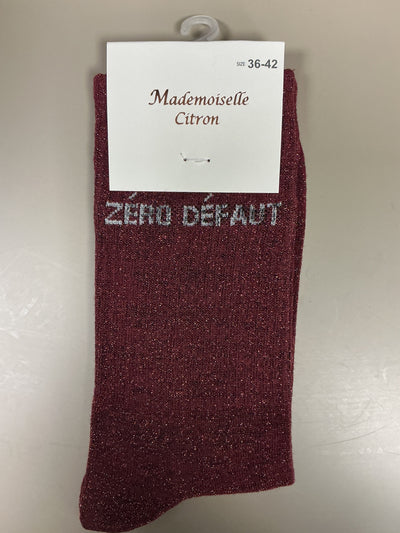 SIZE 36-42
Mademoiselle
Citron
ZÉRO DÉFAUT